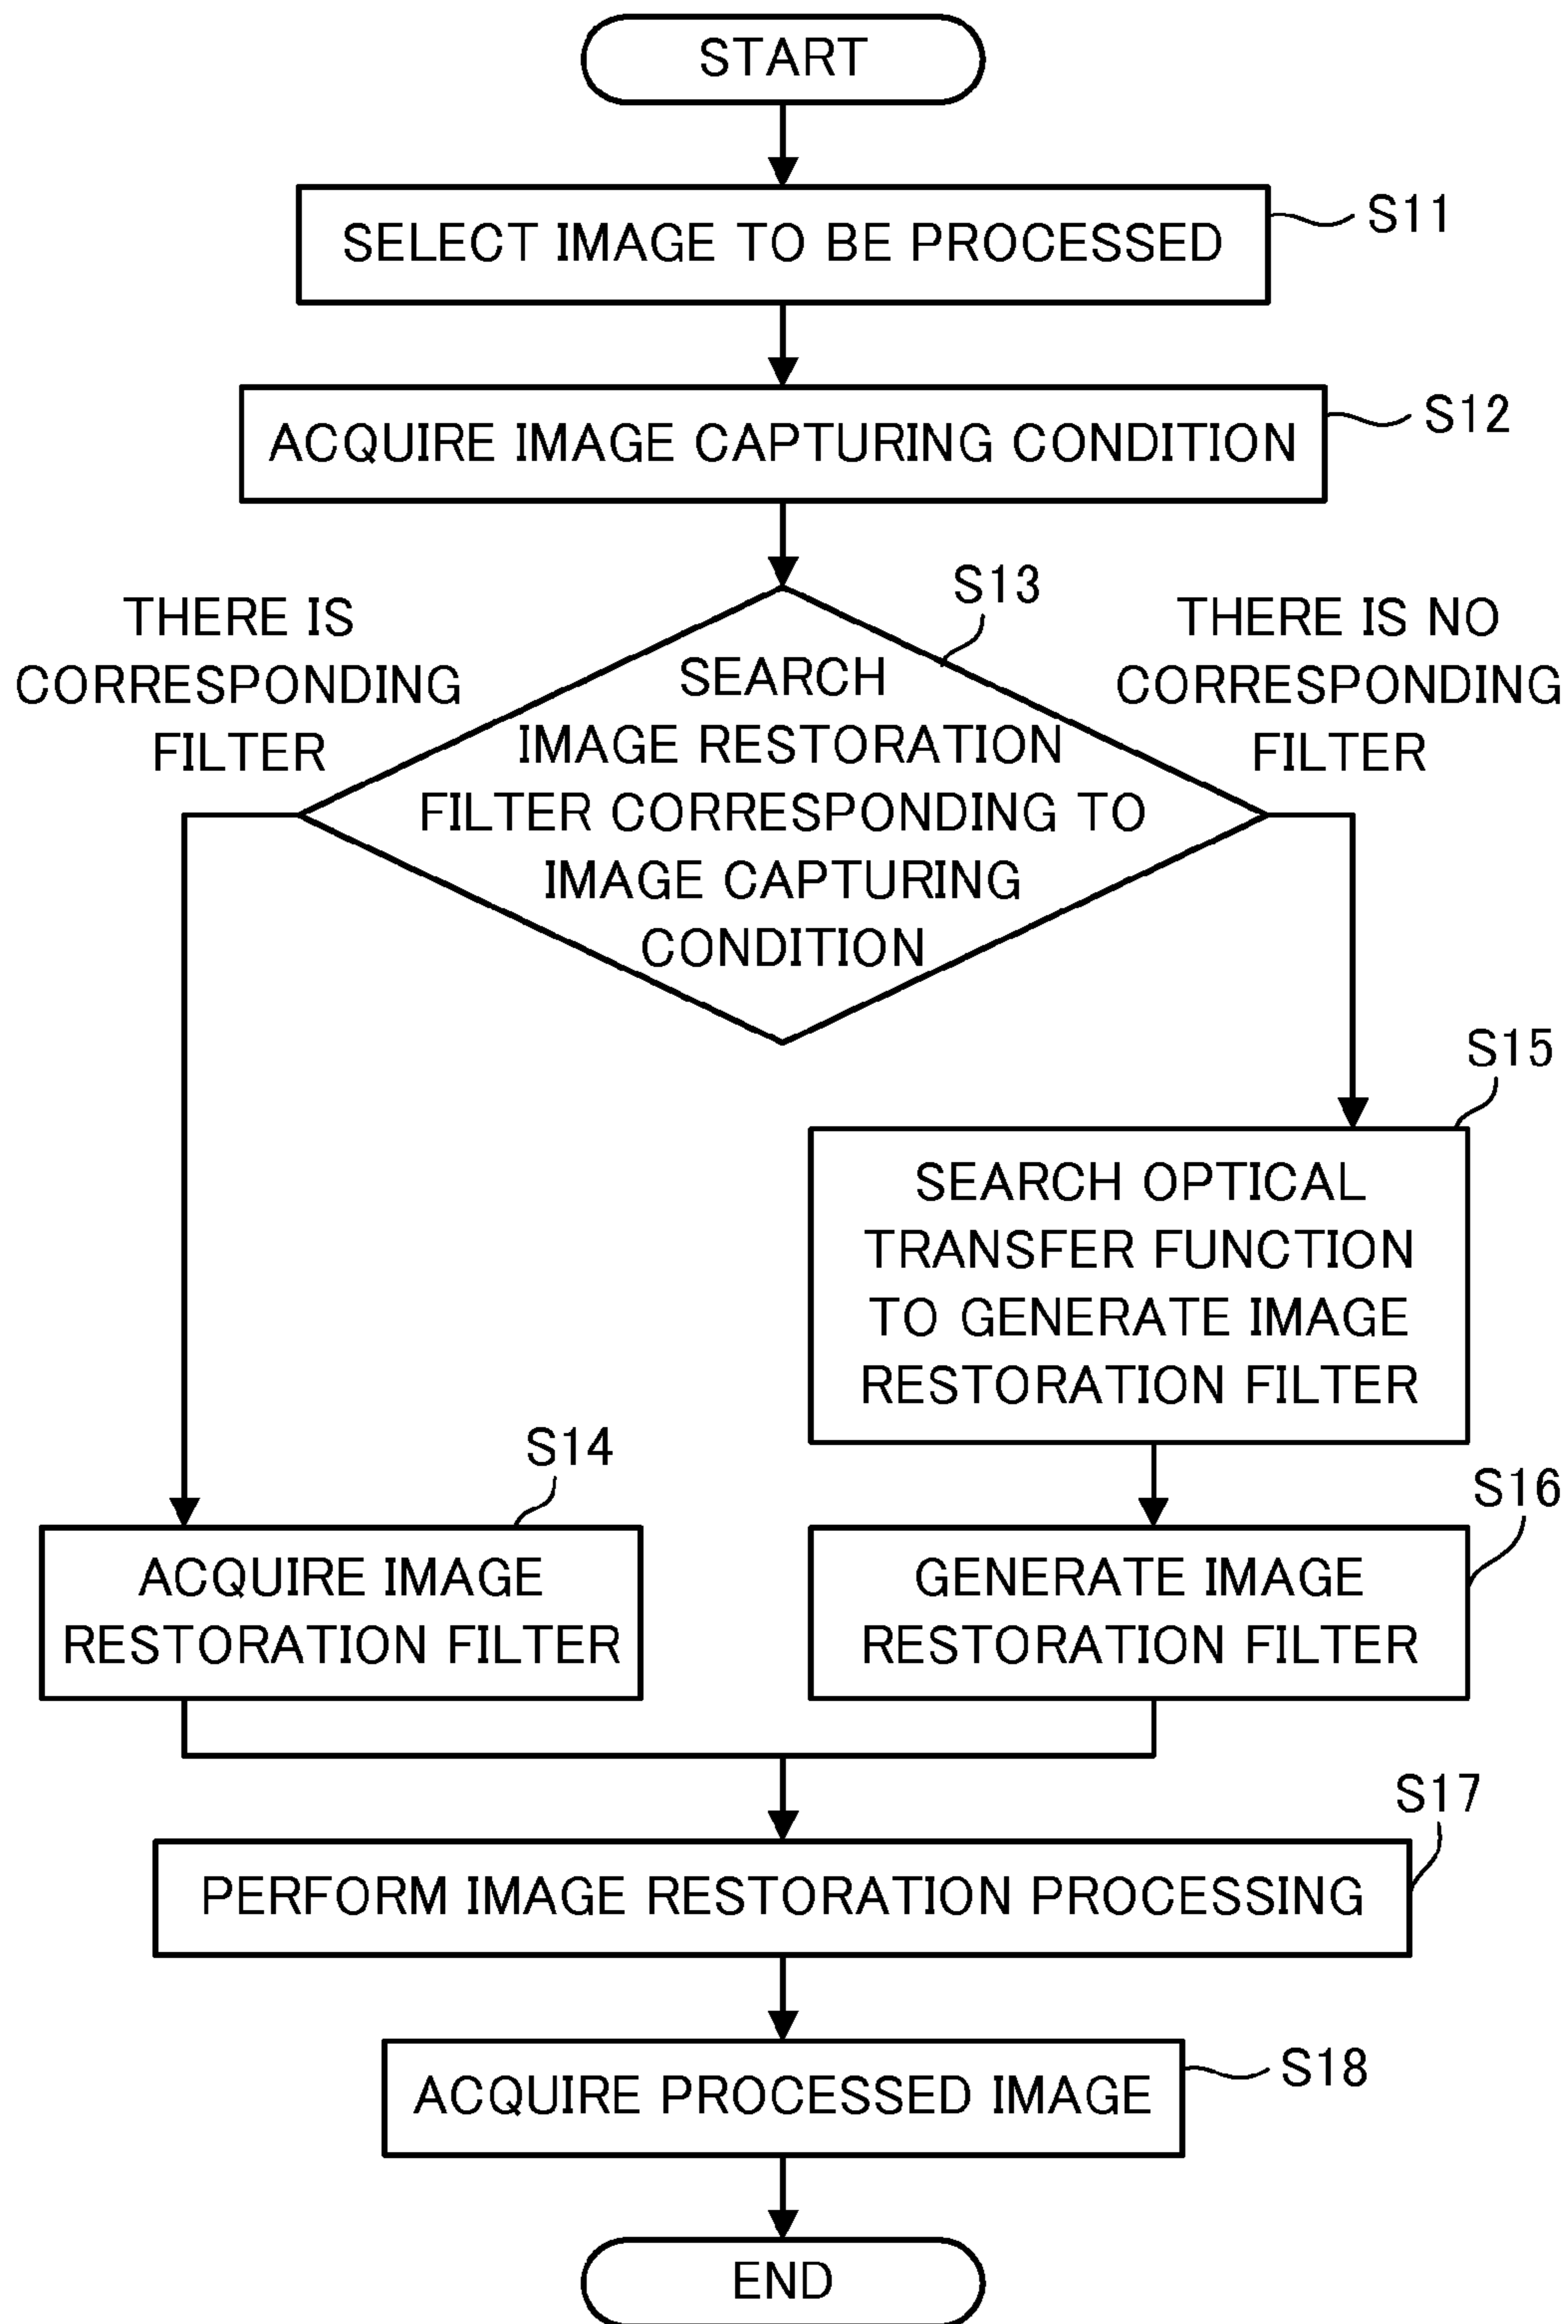 START
SELECT IMAGE TO BE PROCESSED
S11
ACQUIRE IMAGE CAPTURING CONDITION
S12
THERE IS
CORRESPONDING
FILTER
S13
SEARCH
IMAGE RESTORATION
FILTER CORRESPONDING TO
IMAGE CAPTURING
CONDITION
THERE IS NO
CORRESPONDING
FILTER
S15
SEARCH OPTICAL
TRANSFER FUNCTION
TO GENERATE IMAGE
RESTORATION FILTER
S14
ACQUIRE IMAGE
RESTORATION FILTER
S16
GENERATE IMAGE
RESTORATION FILTER
S17
PERFORM IMAGE RESTORATION PROCESSING
ACQUIRE PROCESSED IMAGE
S18
END